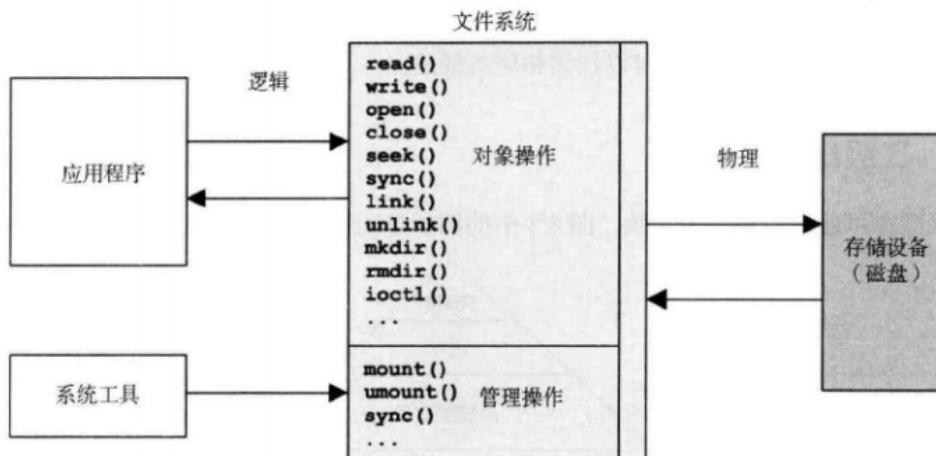 文件系统
逻辑
应用程序
read()
write()
open()
close()
seek()
sync()
link()
unlink()
mkdir()
rmdir()
ioctl()
...
对象操作
物理
存储设备
（磁盘）
系统工具
mount()
umount()
sync()
...
管理操作